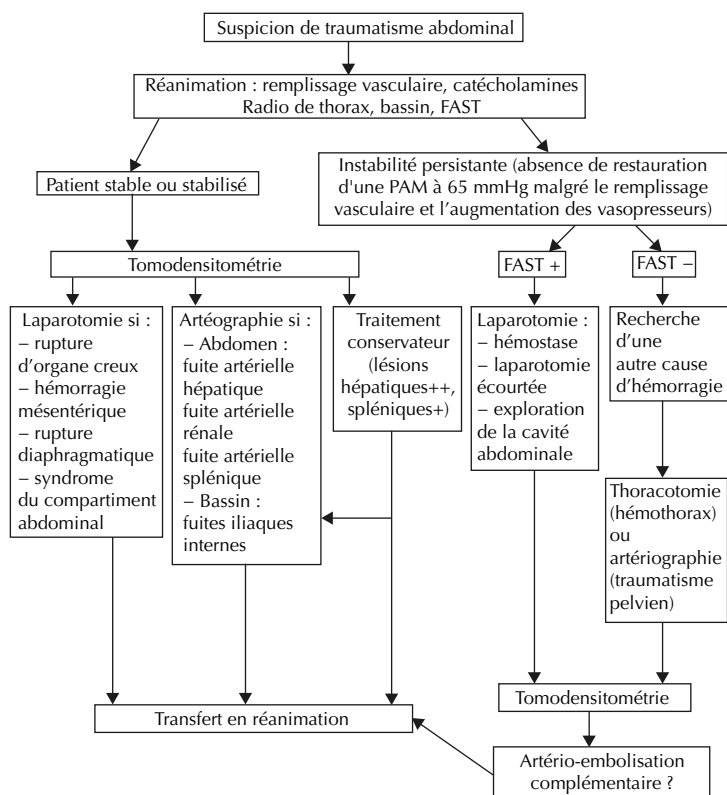 Suspicion de traumatisme abdominal
Réanimation : remplissage vasculaire, catécholamines
Radio de thorax, bassin, FAST
Patient stable ou stabilisé
Instabilité persistante (absence de restauration
d'une PAM à 65 mmHg malgré le remplissage
vasculaire et l'augmentation des vasopresseurs)
Tomodensitométrie
FAST +
FAST −
Laparotomie si :
– rupture
d'organe creux
– hémorragie
mésentérique
– rupture
diaphragmatique
– syndrome
du compartiment
abdominal
Artéographie si :
– Abdomen :
fuite artérielle
hépatique
fuite artérielle
rénale
fuite artérielle
splénique
– Bassin :
fuites iliaques
internes
Traitement
conservateur
(lésions
hépatiques++,
spléniques+)
Laparotomie :
– hémostase
– laparotomie
écourtée
– exploration
de la cavité
abdominale
Recherche
d'une
autre cause
d'hémorragie
Thoracotomie
(hémothorax)
ou
artériographie
(traumatisme
pelvien)
Tomodensitométrie
Transfert en réanimation
Artério-embolisation
complémentaire ?